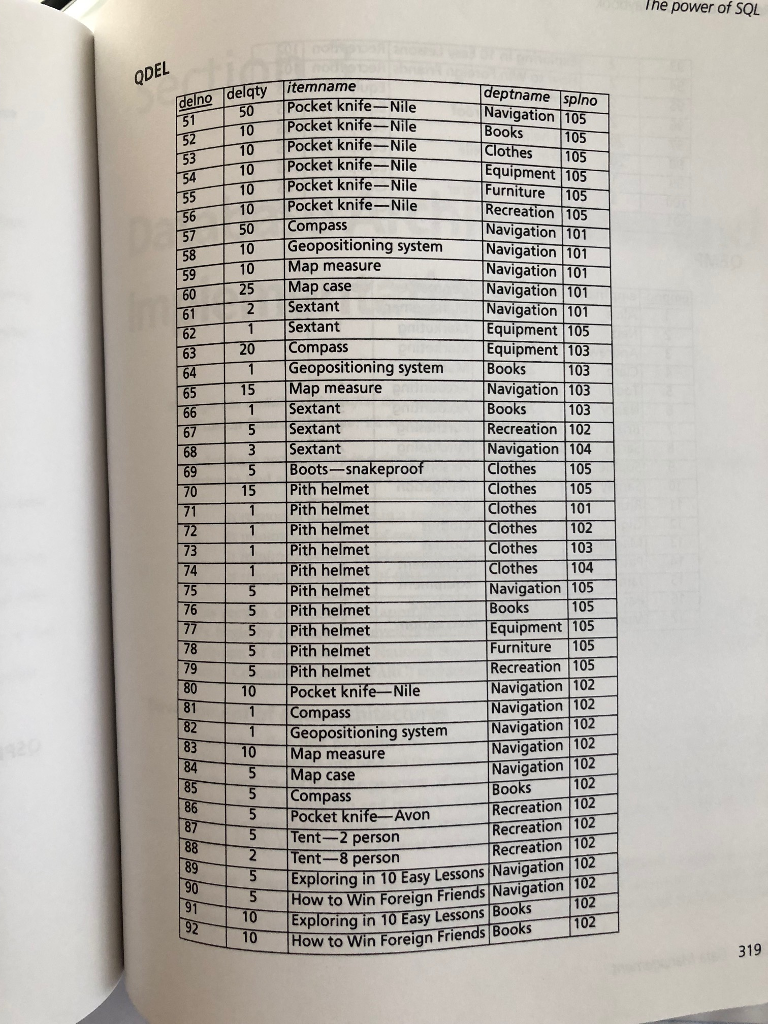 The power of SQL
QDEL
delno delqty itemname deptname splno
51 50 Pocket knife—Nile Navigation 105
52 10 Pocket knife—Nile Books 105
53 10 Pocket knife—Nile Clothes 105
54 10 Pocket knife—Nile Equipment 105
55 10 Pocket knife—Nile Furniture 105
56 10 Pocket knife—Nile Recreation 105
57 50 Compass Navigation 101
58 10 Geopositioning system Navigation 101
59 10 Map measure Navigation 101
60 25 Map case Navigation 101
61 2 Sextant Navigation 101
62 1 Sextant Equipment 105
63 20 Compass Equipment 103
64 1 Geopositioning system Books 103
65 15 Map measure Navigation 103
66 1 Sextant Books 103
67 5 Sextant Recreation 102
68 3 Sextant Navigation 104
69 5 Boots—snakeproof Clothes 105
70 15 Pith helmet Clothes 105
71 1 Pith helmet Clothes 101
72 1 Pith helmet Clothes 102
73 1 Pith helmet Clothes 103
74 1 Pith helmet Clothes 104
75 5 Pith helmet Navigation 105
76 5 Pith helmet Books 105
77 5 Pith helmet Equipment 105
78 5 Pith helmet Furniture 105
79 5 Pith helmet Recreation 105
80 10 Pocket knife—Nile Navigation 102
81 1 Compass Navigation 102
82 1 Geopositioning system Navigation 102
83 10 Map measure Navigation 102
84 5 Map case Navigation 102
85 5 Compass Books 102
86 5 Pocket knife—Avon Recreation 102
87 5 Tent—2 person Recreation 102
88 2 Tent—8 person Recreation 102
89 5 Exploring in 10 Easy Lessons Navigation 102
90 5 How to Win Foreign Friends Navigation 102
91 10 Exploring in 10 Easy Lessons Books 102
92 10 How to Win Foreign Friends Books 102
319